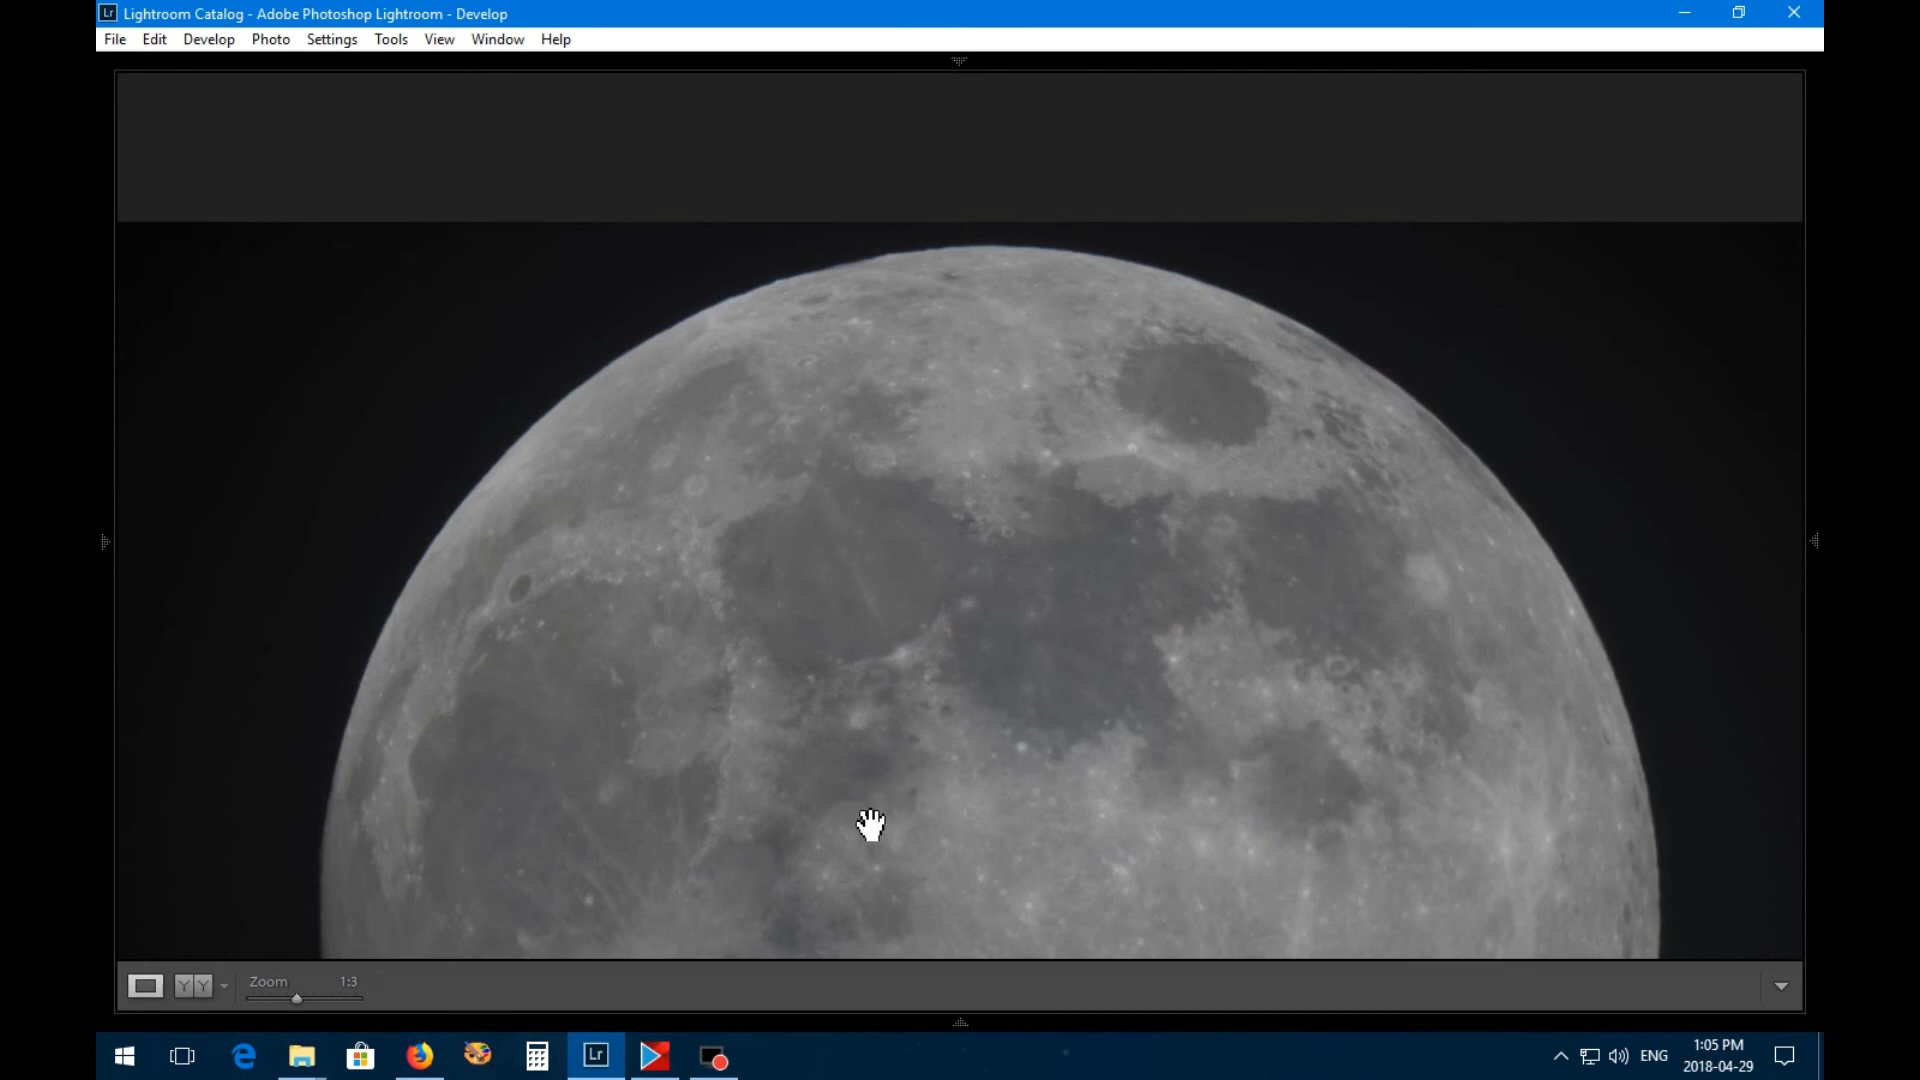 Lr Lightroom Catalog - Adobe Photoshop Lightroom - Develop
File Edit Develop Photo Settings Tools View Window Help
Y Y Zoom 1:3
Lr
ENG
1:05 PM
2018-04-29